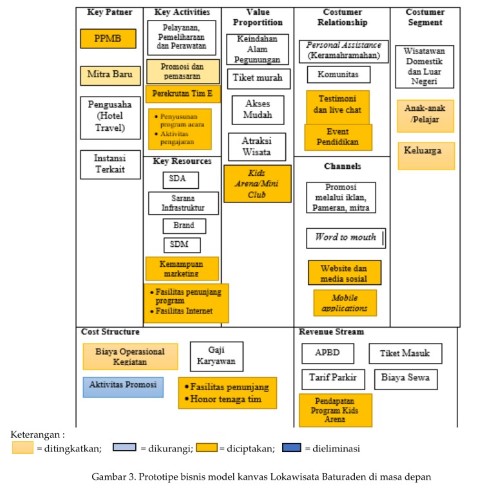 Key Patner
PPMB
Mitra Baru
Pengusaha
(Hotel
Travel)
Instansi
Terkait
Key Activities
Pelayanan,
Pemeliharaan
dan Perawatan
Promosi dan
pemasaran
Perekrutan Tim E
• Penyusunan
program acara
• Aktivitas
pengajaran
Key Resources
SDA
Sarana
Infrastruktur
Brand
SDM
Kemampuan
marketing
• Fasilitas penunjang
program
• Fasilitas Internet
Value
Proportition
Keindahan
Alam
Pegunungan
Tiket murah
Akses
Mudah
Atraksi
Wisata
Kids
Arena/Mini
Club
Costumer
Relationship
Personal Assistance
(Keramahramahan)
Komunitas
Testimoni
dan live chat
Event
Pendidikan
Channels
Promosi
melalui iklan,
Pameran, mitra
Word to mouth
Website dan
media sosial
Mobile
applications
Costumer
Segment
Wisatawan
Domestik
dan Luar
Negeri
Anak-anak
/Pelajar
Keluarga
Cost Structure
Biaya Operasional
Kegiatan
Gaji
Karyawan
Aktivitas Promosi
• Fasilitas penunjang
• Honor tenaga tim
Revenue Stream
APBD
Tiket Masuk
Tarif Parkir
Biaya Sewa
Pendapatan
Program Kids
Arena
Keterangan :
= ditingkatkan; = dikurangi; = diciptakan; = dieliminasi
Gambar 3. Prototipe bisnis model kanvas Lokawisata Baturaden di masa depan